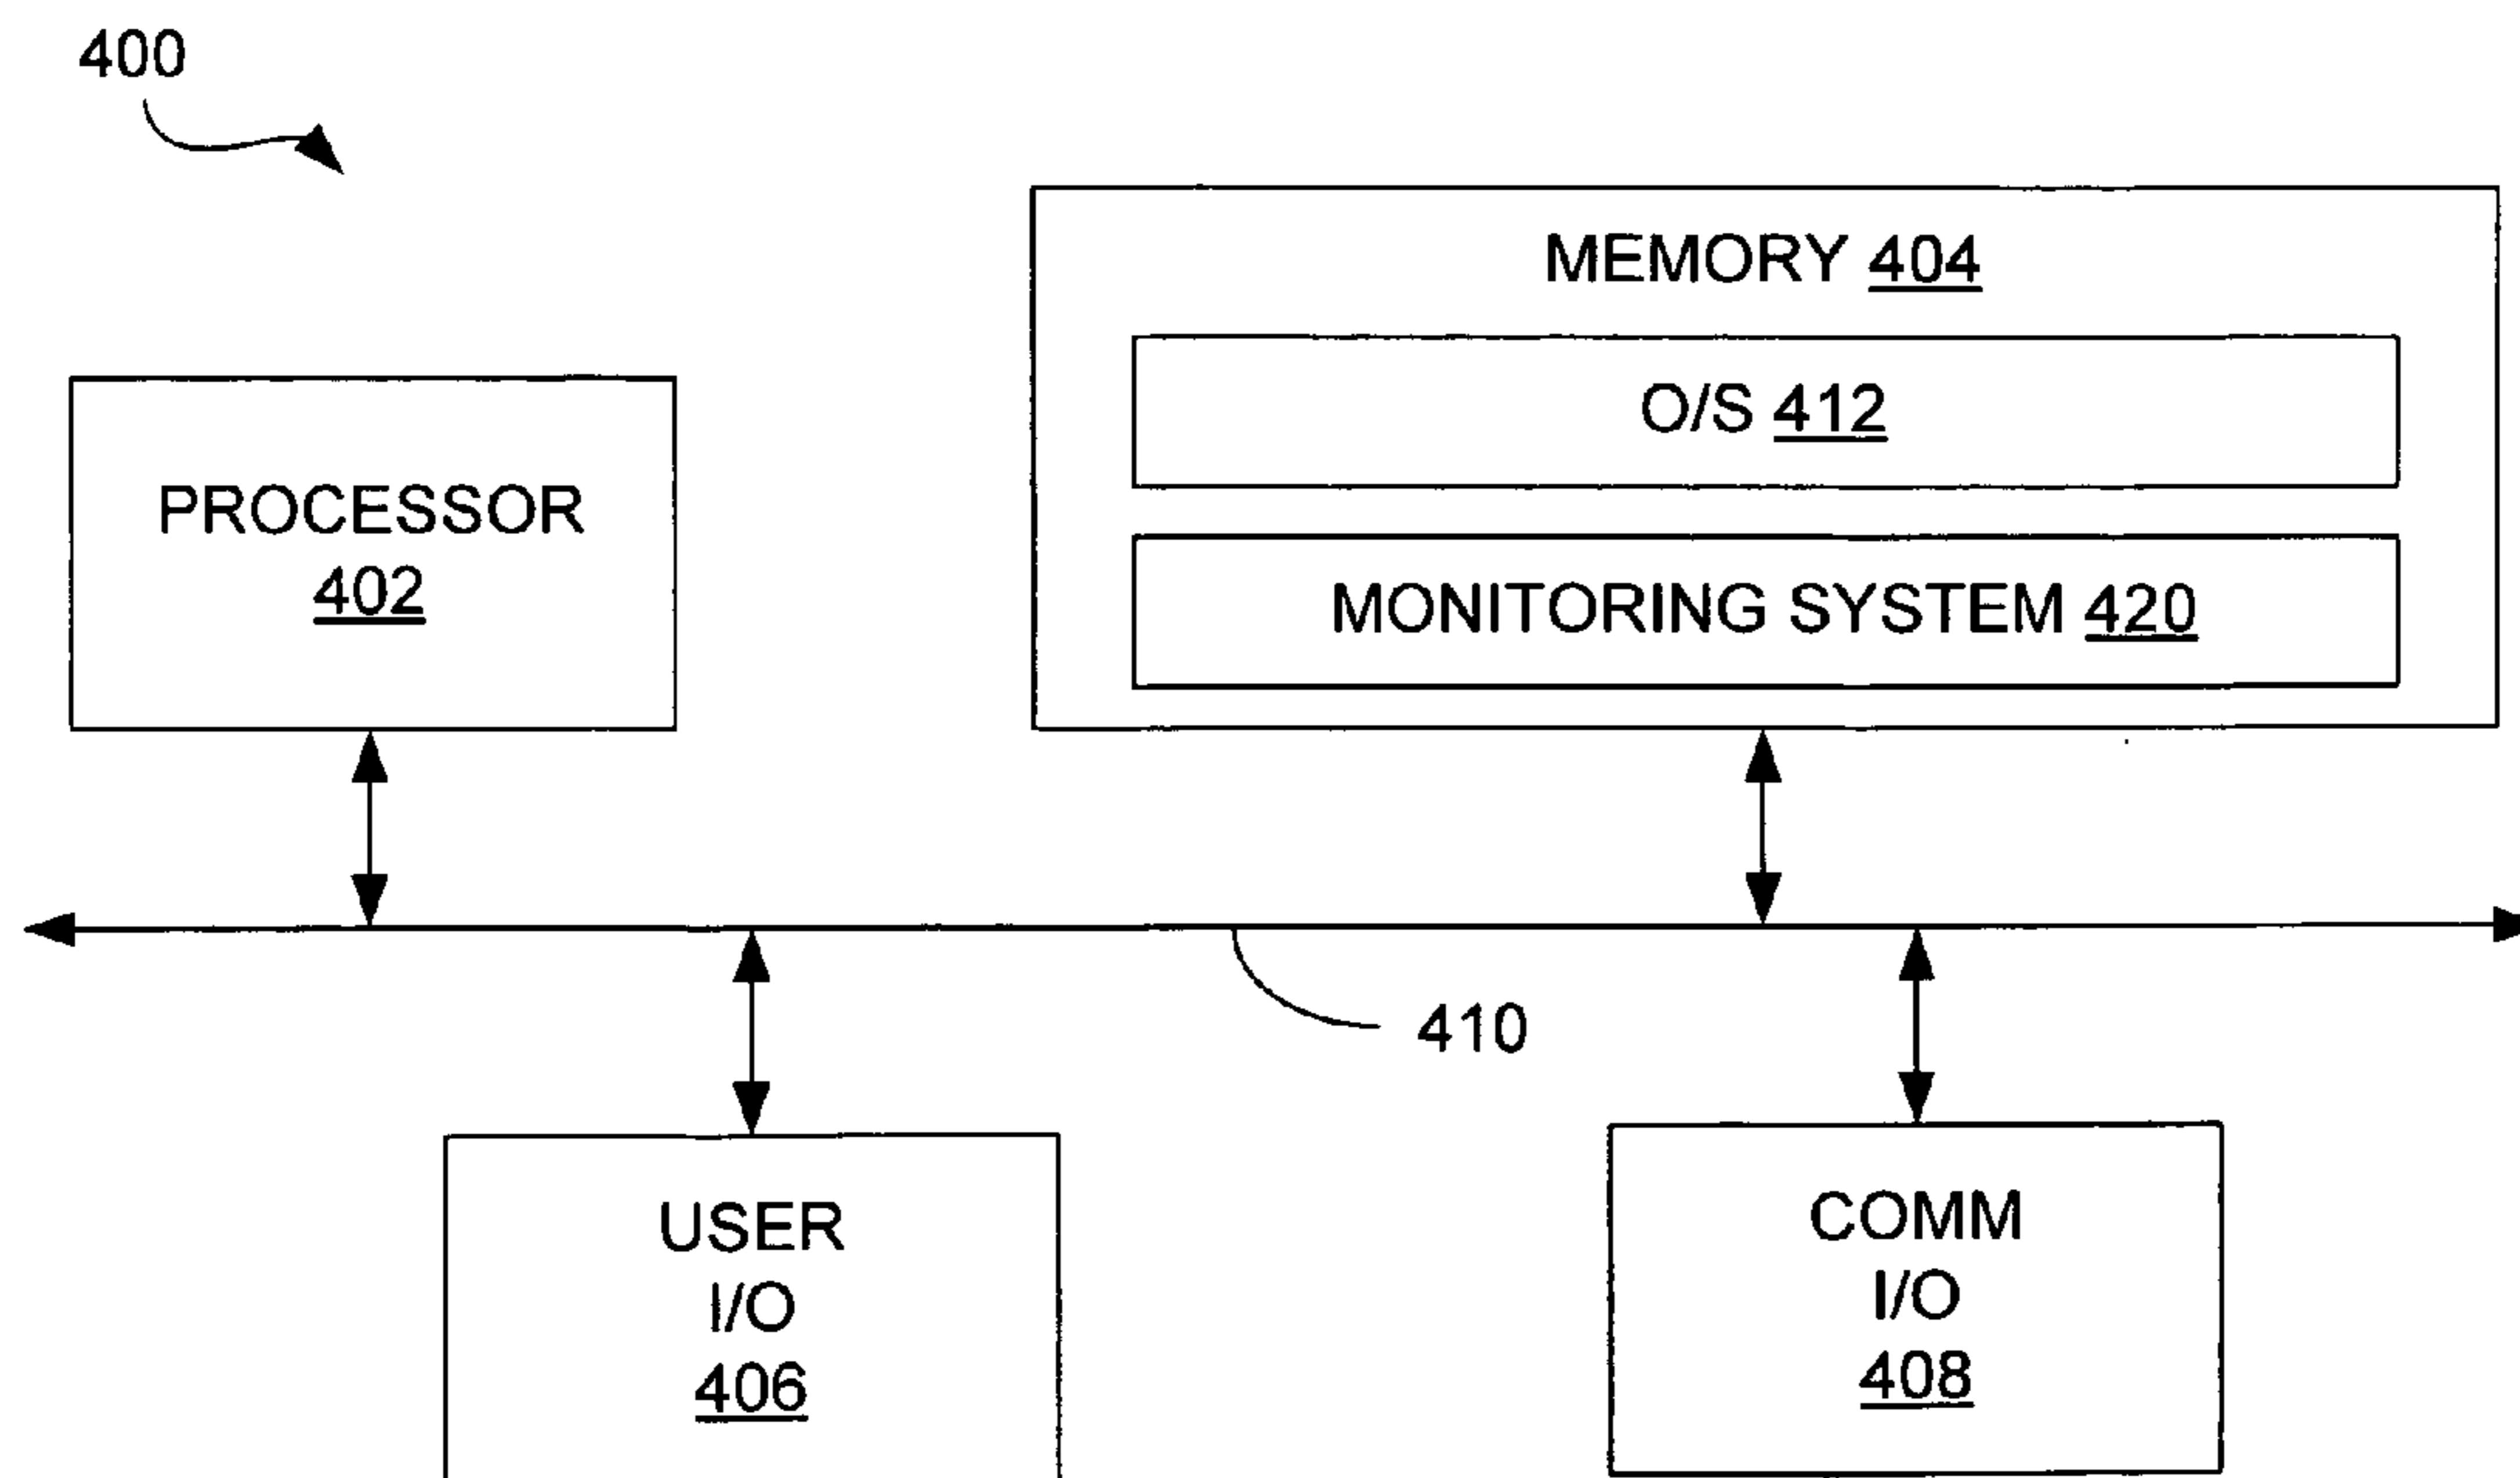 400
MEMORY 404
O/S 412
PROCESSOR
402
MONITORING SYSTEM 420
410
USER
I/O
406
COMM
I/O
408